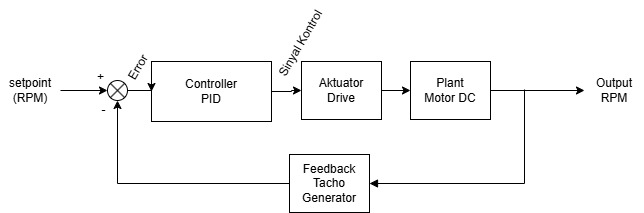 setpoint
(RPM)
+
-
Error
Controller
PID
Sinyal Kontrol
Aktuator
Drive
Plant
Motor DC
Output
RPM
Feedback
Tacho
Generator